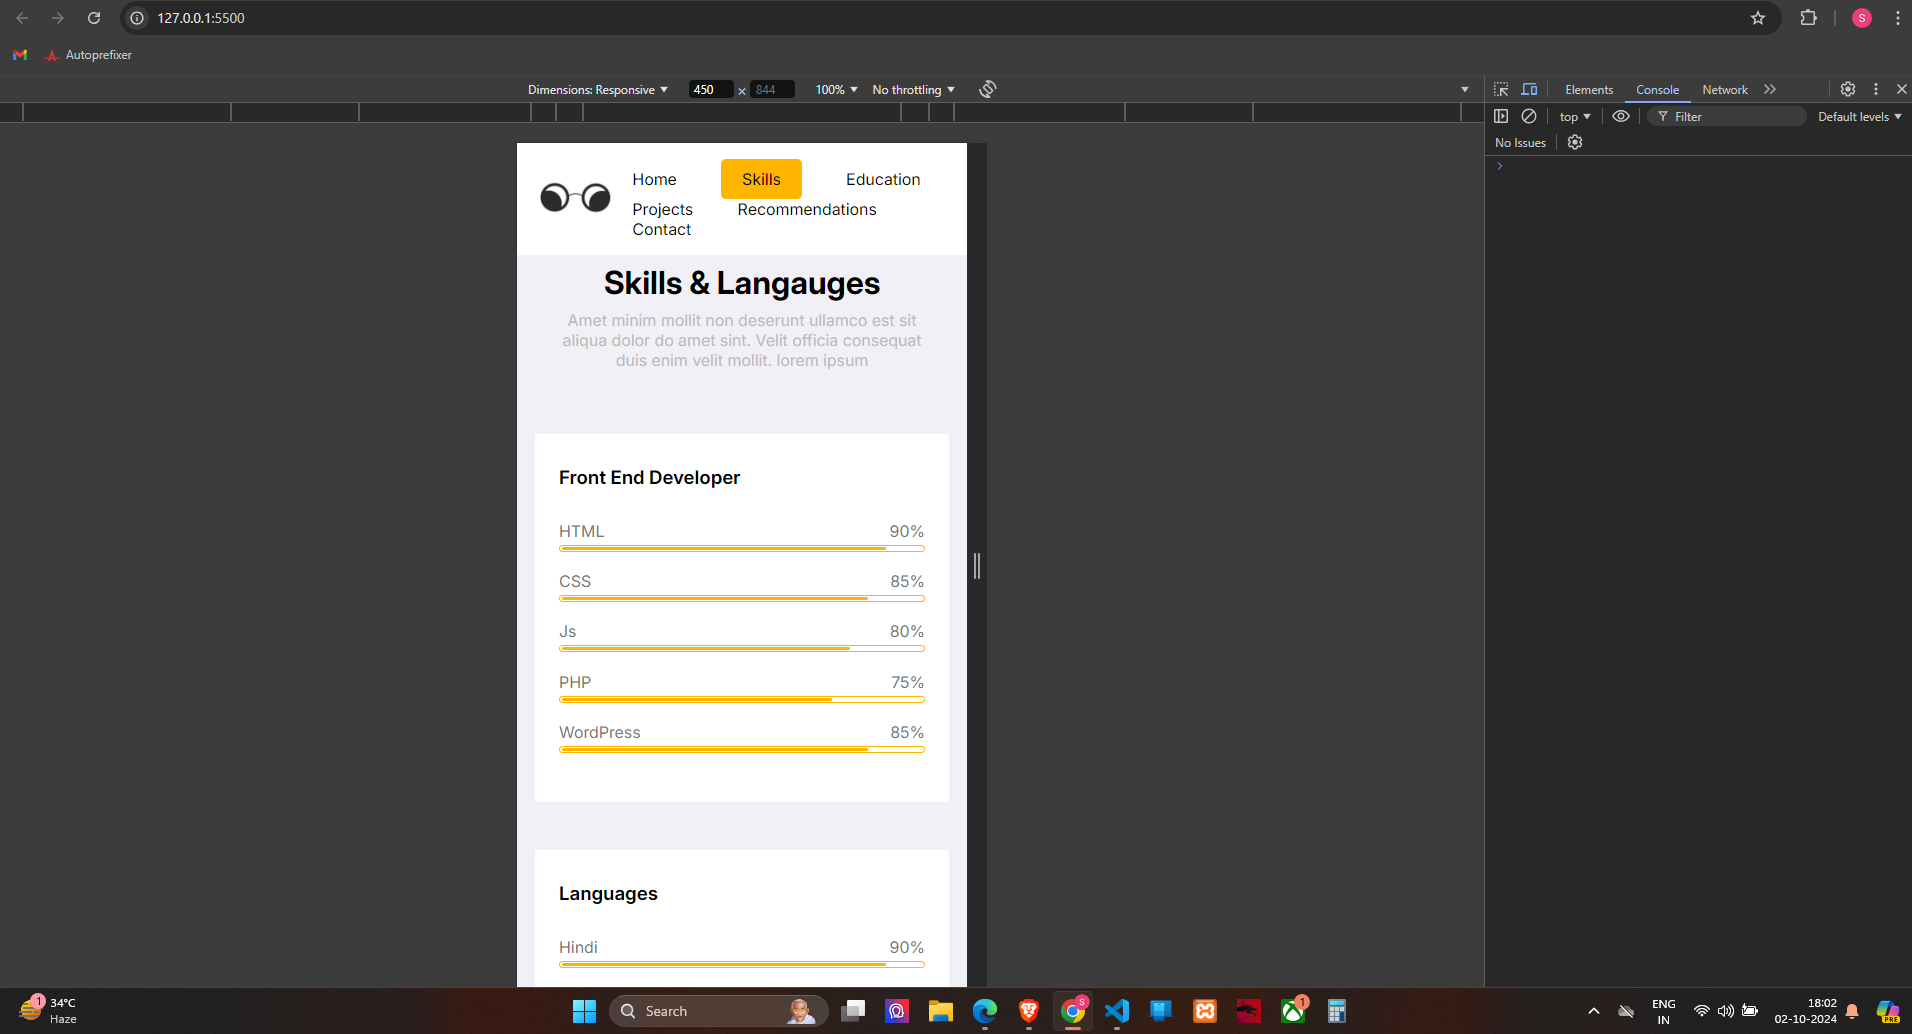 127.0.0.1:5500
S
Autoprefixer
Dimensions: Responsive 450 × 844 100% No throttling
Elements Console Network
top Filter Default levels
No Issues
Home Skills Education
Projects Recommendations
Contact
Skills & Langauges
Amet minim mollit non deserunt ullamco est sit
aliqua dolor do amet sint. Velit officia consequat
duis enim velit mollit. lorem ipsum
Front End Developer
HTML 90%
CSS 85%
Js 80%
PHP 75%
WordPress 85%
Languages
Hindi 90%
1
34°C
Haze
Search
S
1
ENG
IN
18:02
02-10-2024
PRE